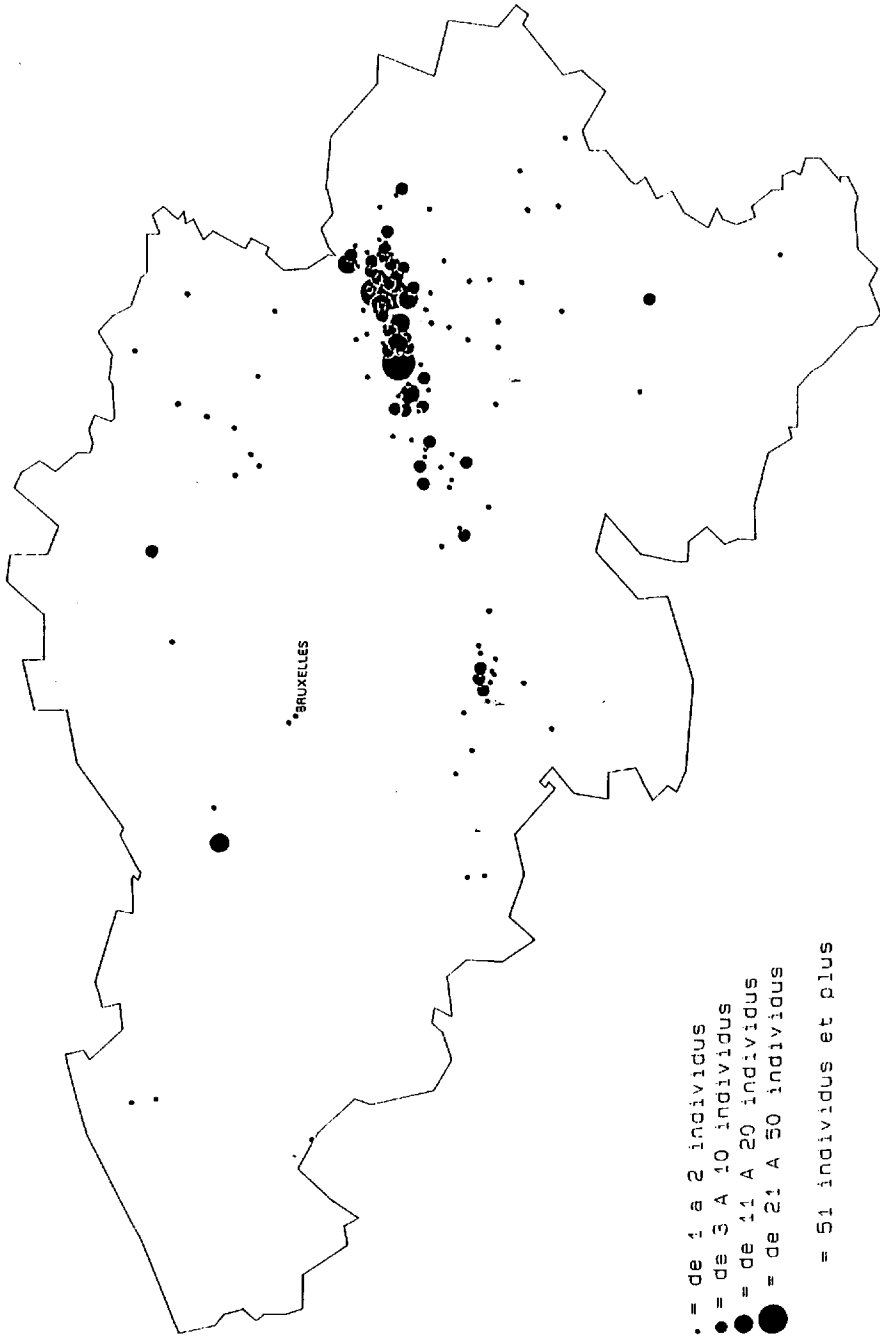 BRUXELLES
. = de 1 a 2 individus
= de 3 A 10 individus
= de 11 A 20 individus
= de 21 A 50 individus
= 51 individus et plus